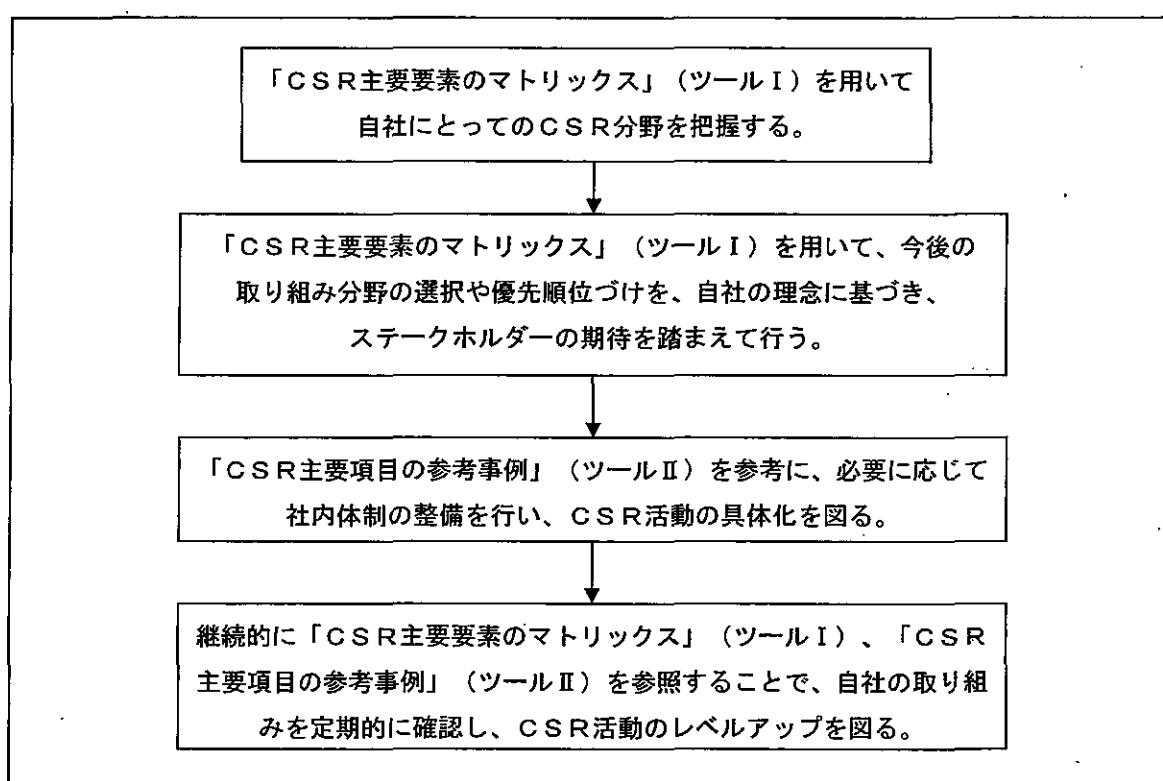 「ＣＳＲ主要要素のマトリックス」（ツールⅠ）を用いて
自社にとってのＣＳＲ分野を把握する。
「ＣＳＲ主要要素のマトリックス」（ツールⅠ）を用いて、今後の
取り組み分野の選択や優先順位づけを、自社の理念に基づき、
ステークホルダーの期待を踏まえて行う。
「ＣＳＲ主要項目の参考事例」（ツールⅡ）を参考に、必要に応じて
社内体制の整備を行い、ＣＳＲ活動の具体化を図る。
継続的に「ＣＳＲ主要要素のマトリックス」（ツールⅠ）、「ＣＳＲ
主要項目の参考事例」（ツールⅡ）を参照することで、自社の取り組
みを定期的に確認し、ＣＳＲ活動のレベルアップを図る。